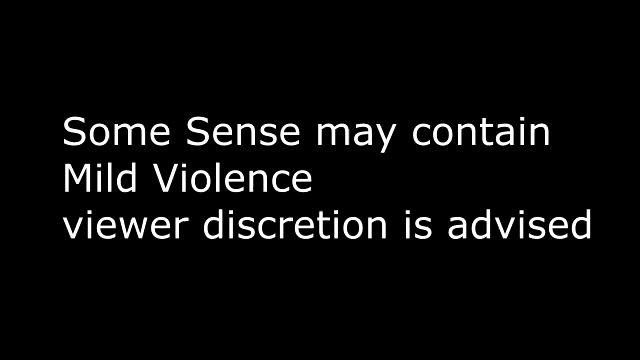 Some Sense may contain
Mild Violence
viewer discretion is advised